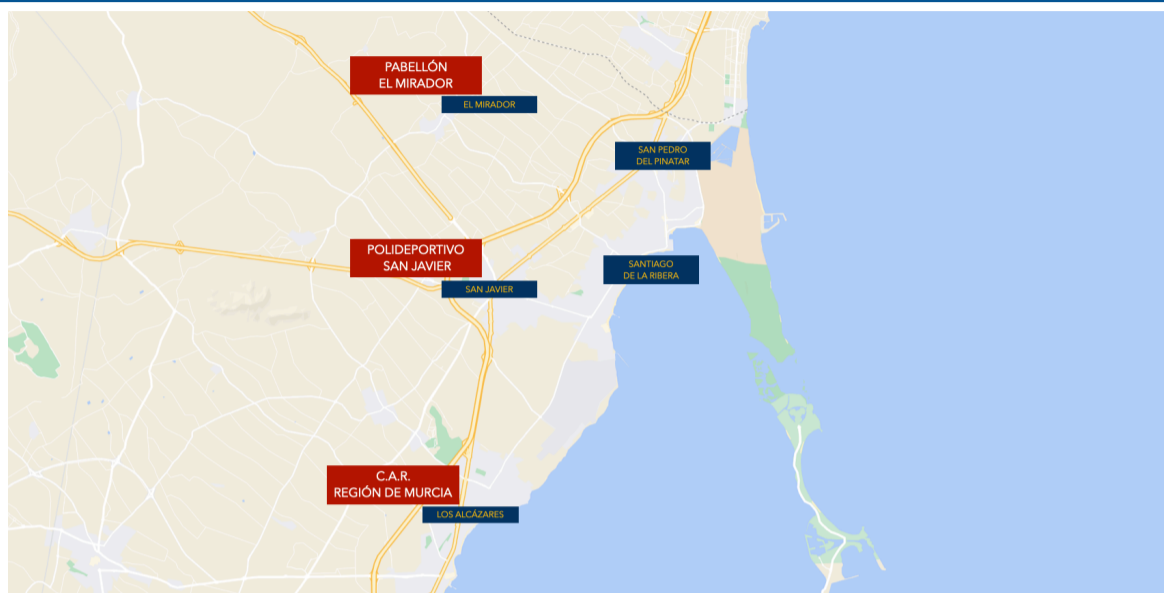 PABELLÓN
EL MIRADOR
EL MIRADOR
SAN PEDRO
DEL PINATAR
POLIDEPORTIVO
SAN JAVIER
SAN JAVIER
SANTIAGO
DE LA RIBERA
C.A.R.
REGIÓN DE MURCIA
LOS ALCÁZARES